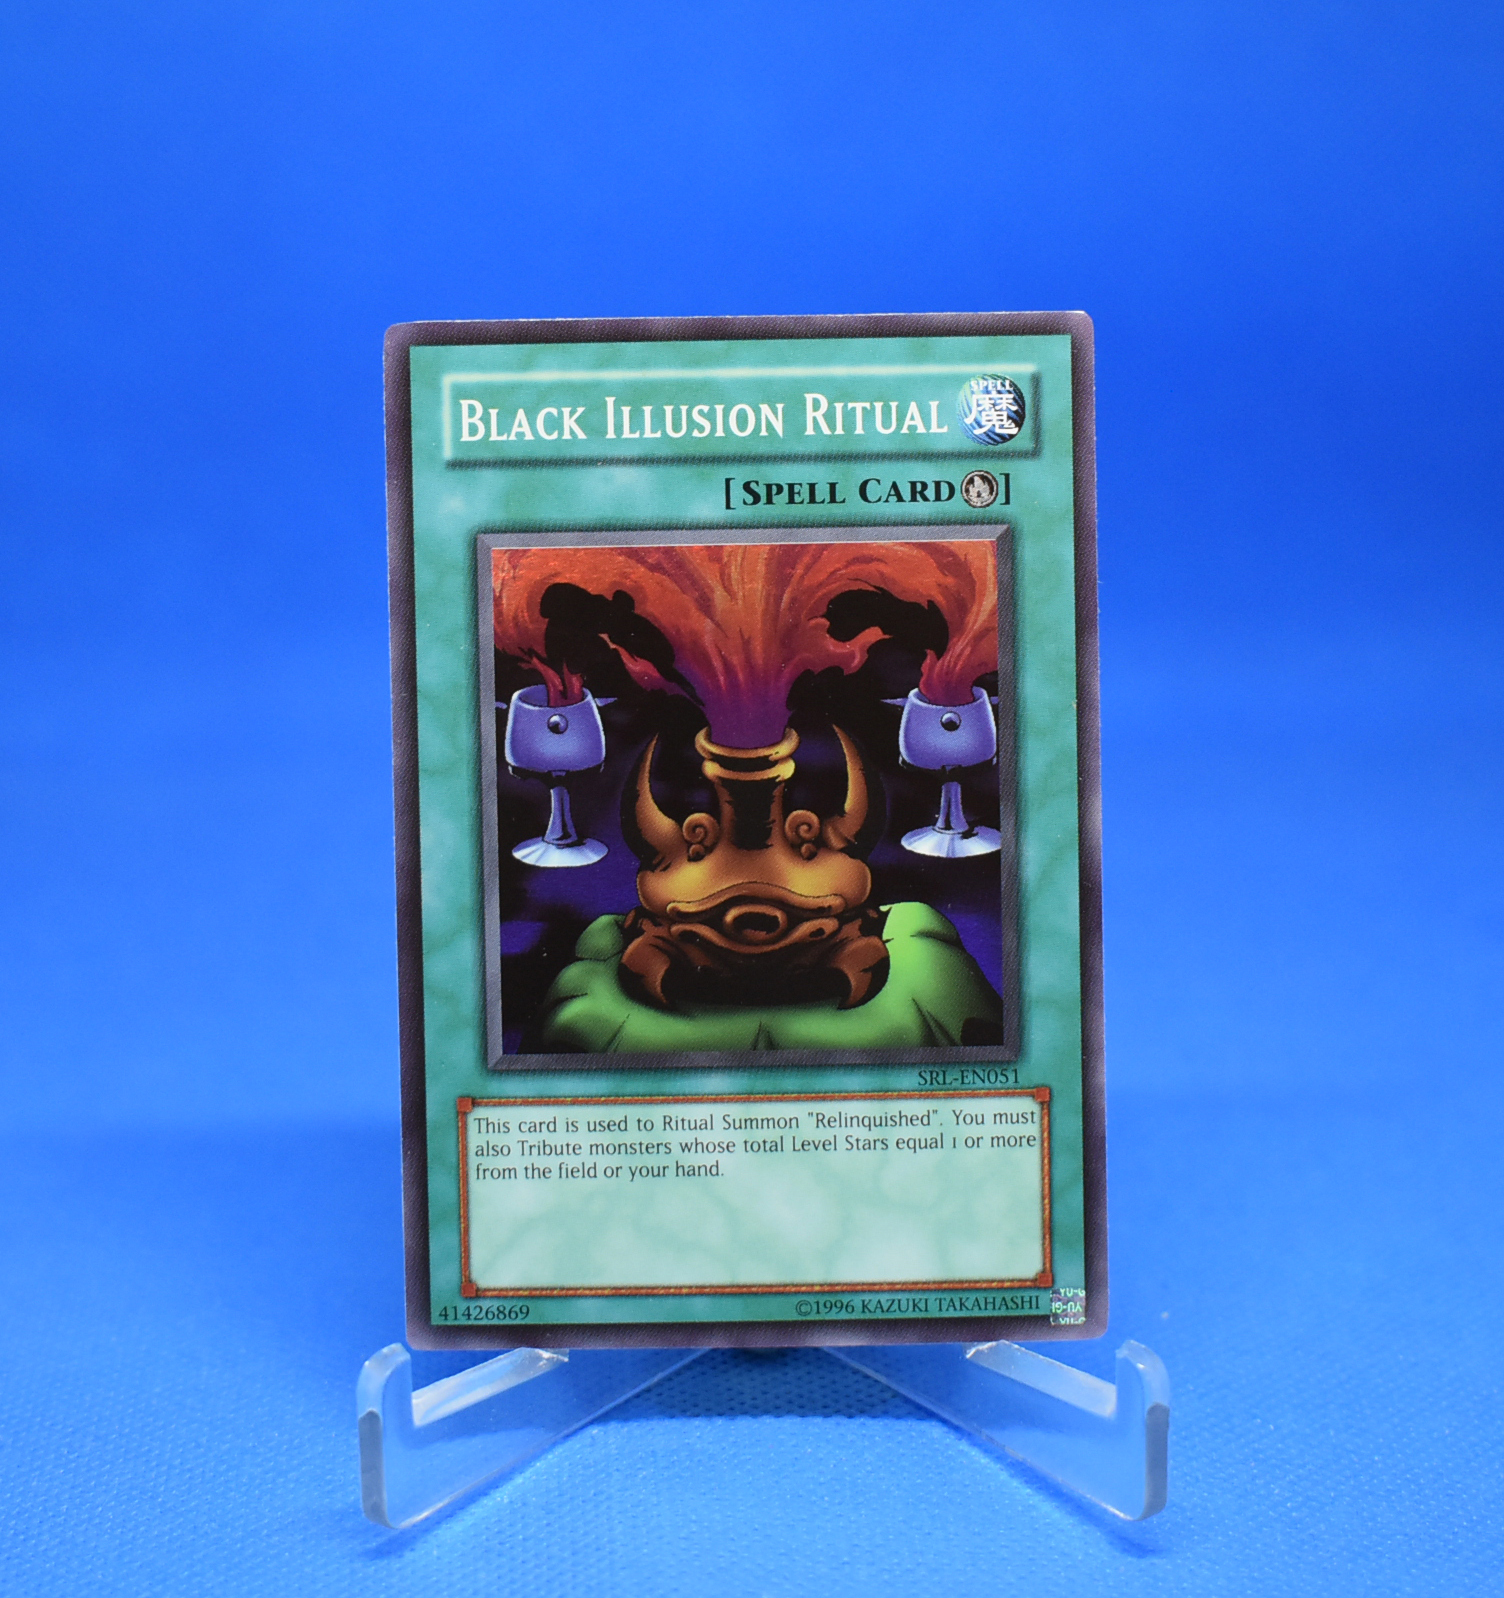 BLACK ILLUSION RITUAL
SPELL
魔
[SPELL CARD]
SRL-EN051
This card is used to Ritual Summon "Relinquished". You must
also Tribute monsters whose total Level Stars equal 1 or more
from the field or your hand.
41426869
©1996 KAZUKI TAKAHASHI